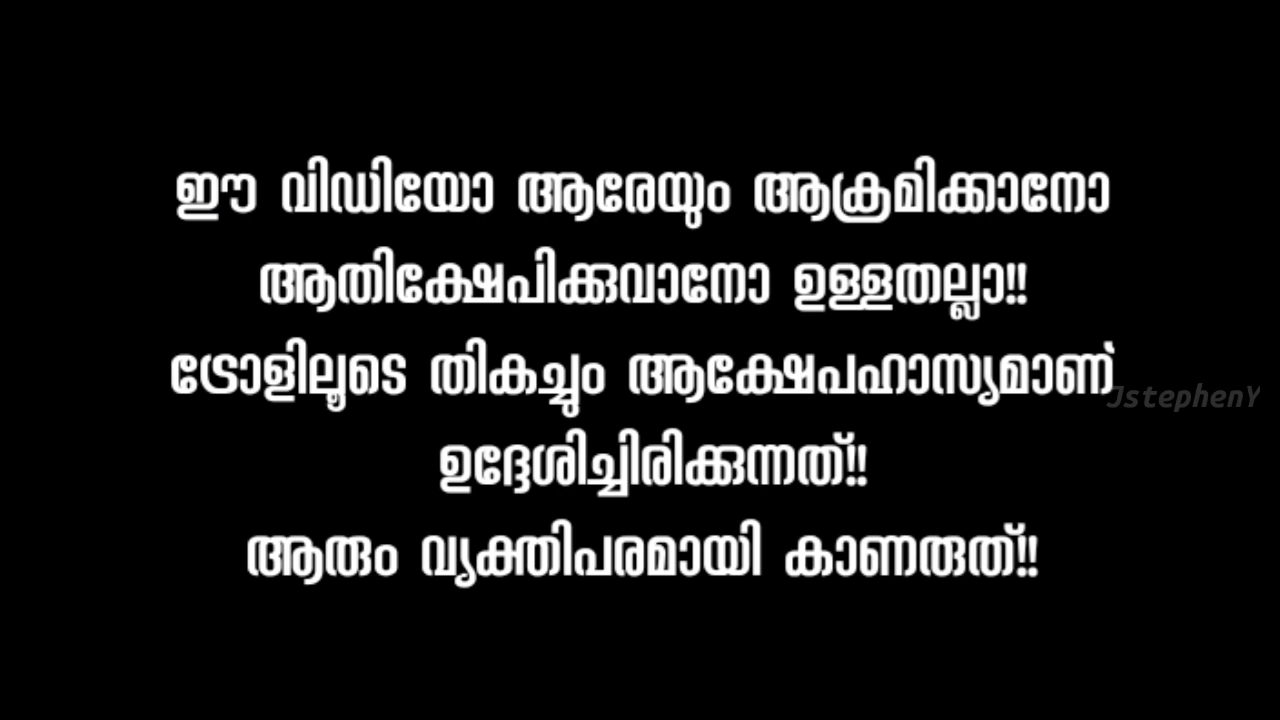 ഈ വിഡിയോ ആരേയും ആക്രമിക്കാനോ
ആതിക്ഷേപിക്കുവാനോ ഉള്ളതല്ലാ!!
ട്രോളിലൂടെ തികച്ചും ആക്ഷേപഹാസ്യമാണ്
JstephenY
ഉദ്ദേശിച്ചിരിക്കുന്നത്!!
ആരും വ്യക്തിപരമായി കാണരുത്!!